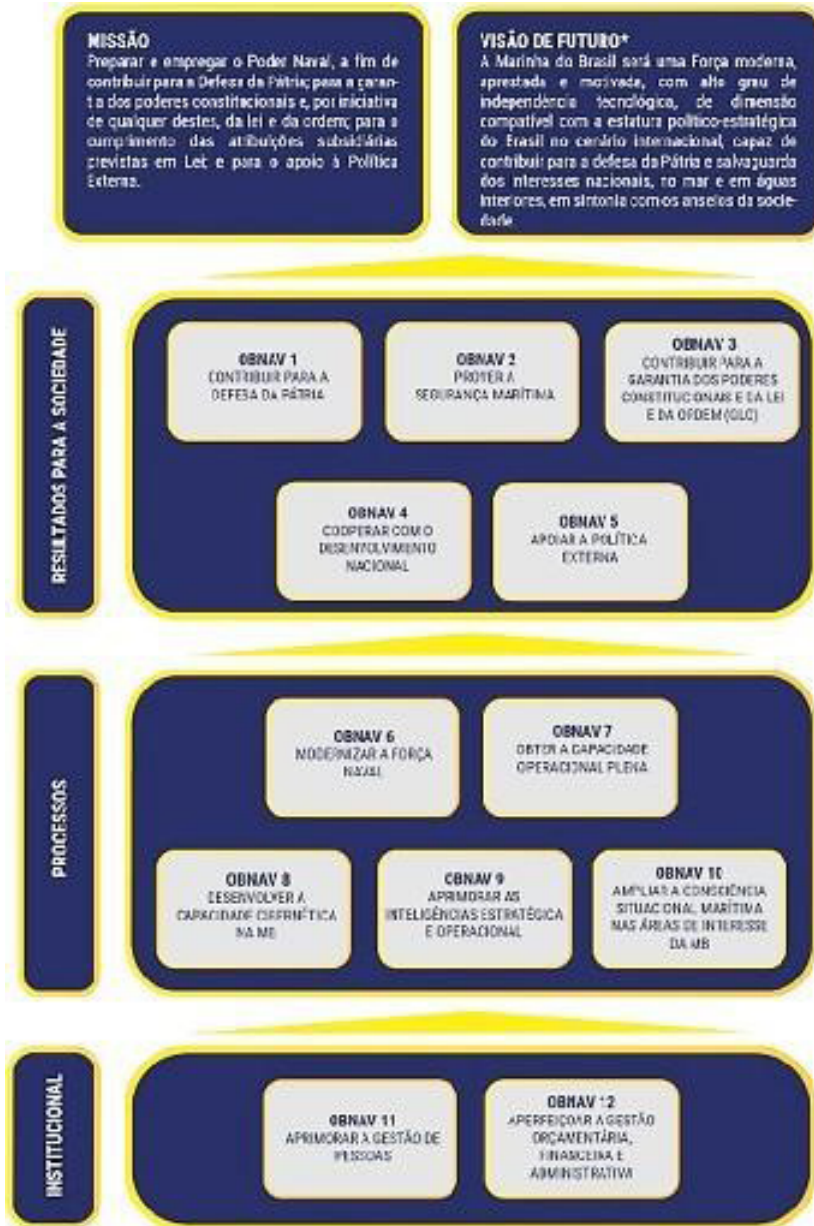 MISSÃO
Preparar e empregar o Poder Naval, a fim de
contribuir para a Defesa da Pátria; para a garan-
tia dos poderes constitucionais e, por iniciativa
de qualquer destes, da lei e da ordem; para o
cumprimento das atribuições subsidiárias
previstas em Lei; e para o apoio à Política
Externa.
VISÃO DE FUTURO*
A Marinha do Brasil será uma Força moderna,
aprestada e motivada, com alto grau de
independência tecnológica, de dimensão
compatível com a estatura político-estratégica
do Brasil no cenário internacional, capaz de
contribuir para a defesa da Pátria e salvaguarda
dos interesses nacionais, no mar e em águas
interiores, em sintonia com os anseios da socie-
dade
RESULTADOS PARA A SOCIEDADE
OBNAV 1
CONTRIBUIR PARA A
DEFESA DA PÁTRIA
OBNAV 2
PROVER A
SEGURANÇA MARÍTIMA
OBNAV 3
CONTRIBUIR PARA A
GARANTIA DOS PODERES
CONSTITUCIONAIS E DA LEI
E DA ORDEM (GLO)
OBNAV 4
COOPERAR COM O
DESENVOLVIMENTO
NACIONAL
OBNAV 5
APOIAR A POLÍTICA
EXTERNA
PROCESSOS
OBNAV 6
MODERNIZAR A FORÇA
NAVAL
OBNAV 7
OBTER A CAPACIDADE
OPERACIONAL PLENA
OBNAV 8
DESENVOLVER A
CAPACIDADE CIBERNÉTICA
NA MB
OBNAV 9
APRIMORAR AS
INTELIGÊNCIAS ESTRATÉGICA
E OPERACIONAL
OBNAV 10
AMPLIAR A CONSCIÊNCIA
SITUACIONAL MARÍTIMA
NAS ÁREAS DE INTERESSE
DA MB
INSTITUCIONAL
OBNAV 11
APRIMORAR A GESTÃO DE
PESSOAS
OBNAV 12
APERFEIÇOAR A GESTÃO
ORÇAMENTÁRIA,
FINANCEIRA E
ADMINISTRATIVA